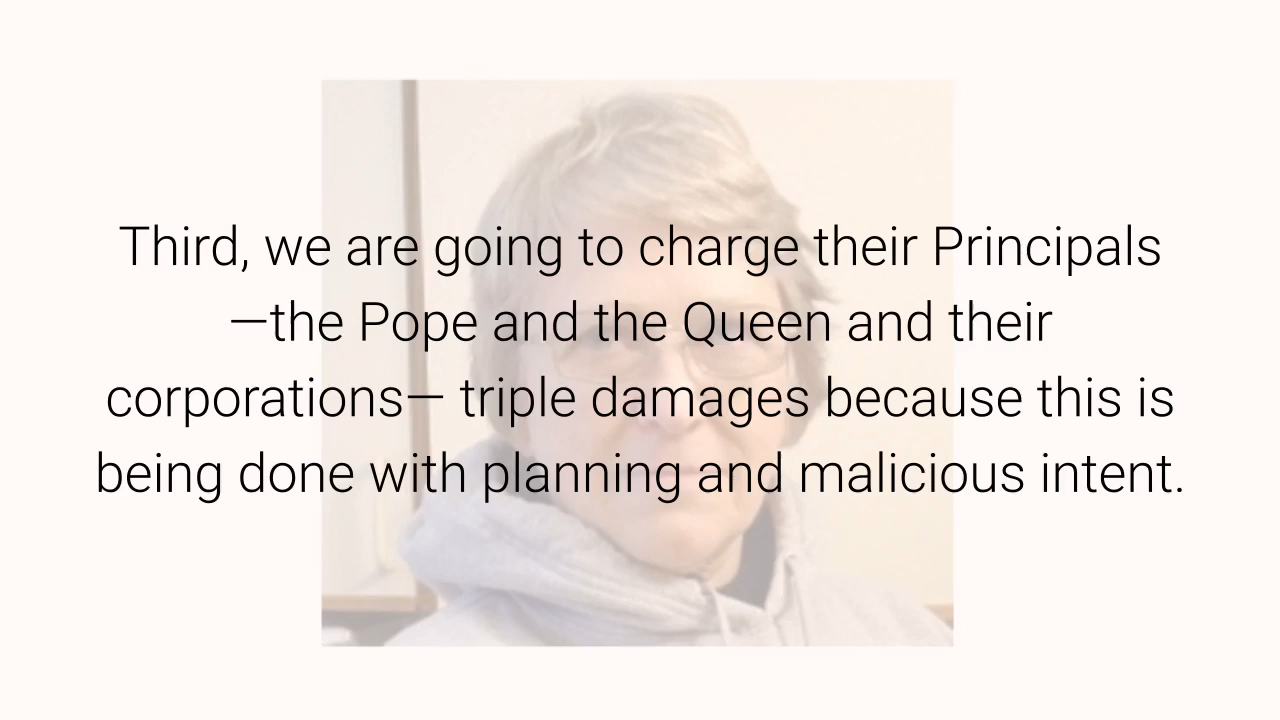 Third, we are going to charge their Principals
—the Pope and the Queen and their
corporations— triple damages because this is
being done with planning and malicious intent.